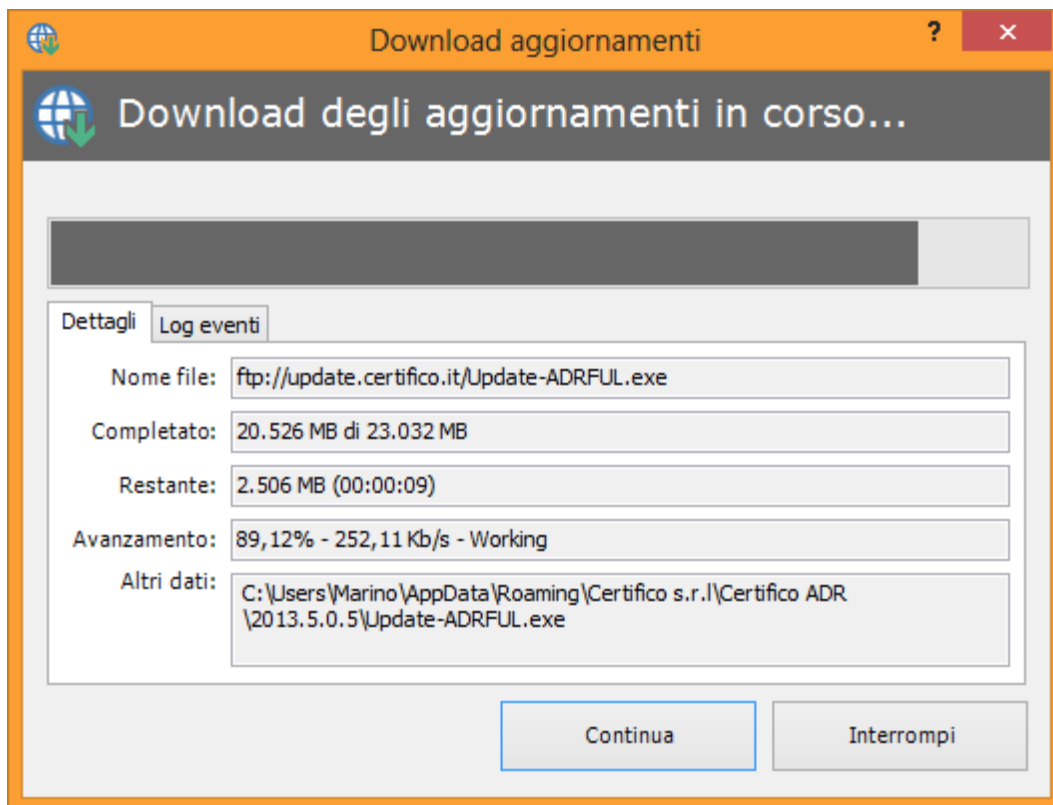 Download aggiornamenti
?
Download degli aggiornamenti in corso...
Dettagli
Log eventi
Nome file: ftp://update.certifico.it/Update-ADRFUL.exe
Completato: 20.526 MB di 23.032 MB
Restante: 2.506 MB (00:00:09)
Avanzamento: 89,12% - 252,11 Kb/s - Working
Altri dati: C:\Users\Marino\AppData\Roaming\Certifico s.r.l\Certifico ADR
\2013.5.0.5\Update-ADRFUL.exe
Continua
Interrompi